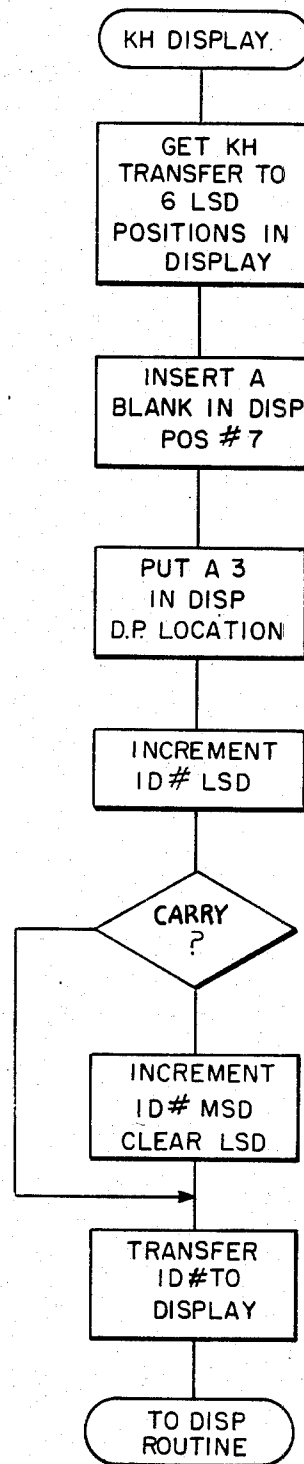 KH DISPLAY.
GET KH
TRANSFER TO
6 LSD
POSITIONS IN
DISPLAY
INSERT A
BLANK IN DISP
POS # 7
PUT A 3
IN DISP
D.P. LOCATION
INCREMENT
ID# LSD
CARRY
?
INCREMENT
ID# MSD
CLEAR LSD
TRANSFER
ID# TO
DISPLAY
TO DISP
ROUTINE